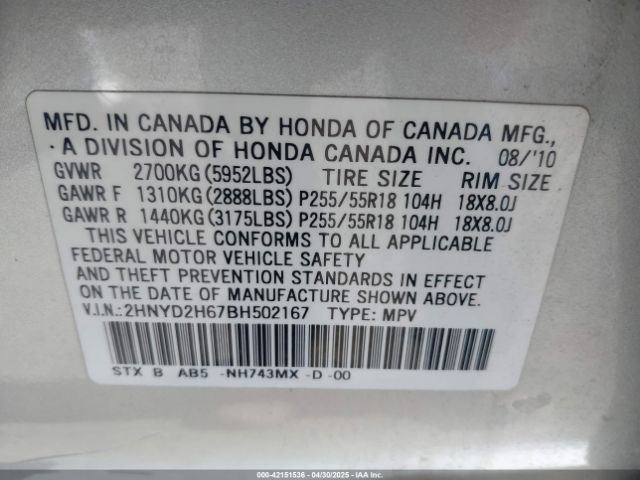 MFD. IN CANADA BY HONDA OF CANADA MFG.,
A DIVISION OF HONDA CANADA INC. 08/'10
GVWR 2700KG(5952LBS) TIRE SIZE RIM SIZE
GAWR F 1310KG(2888LBS) P255/55R18 104H 18X8.0J
GAWR R 1440KG(3175LBS) P255/55R18 104H 18X8.0J
THIS VEHICLE CONFORMS TO ALL APPLICABLE
FEDERAL MOTOR VEHICLE SAFETY
AND THEFT PREVENTION STANDARDS IN EFFECT
ON THE DATE OF MANUFACTURE SHOWN ABOVE.
V.I.N.:2HNYD2H67BH502167 TYPE: MPV
STX B AB5 -NH743MX -D -00
000-42151536 04/30/2025 IAA Inc.